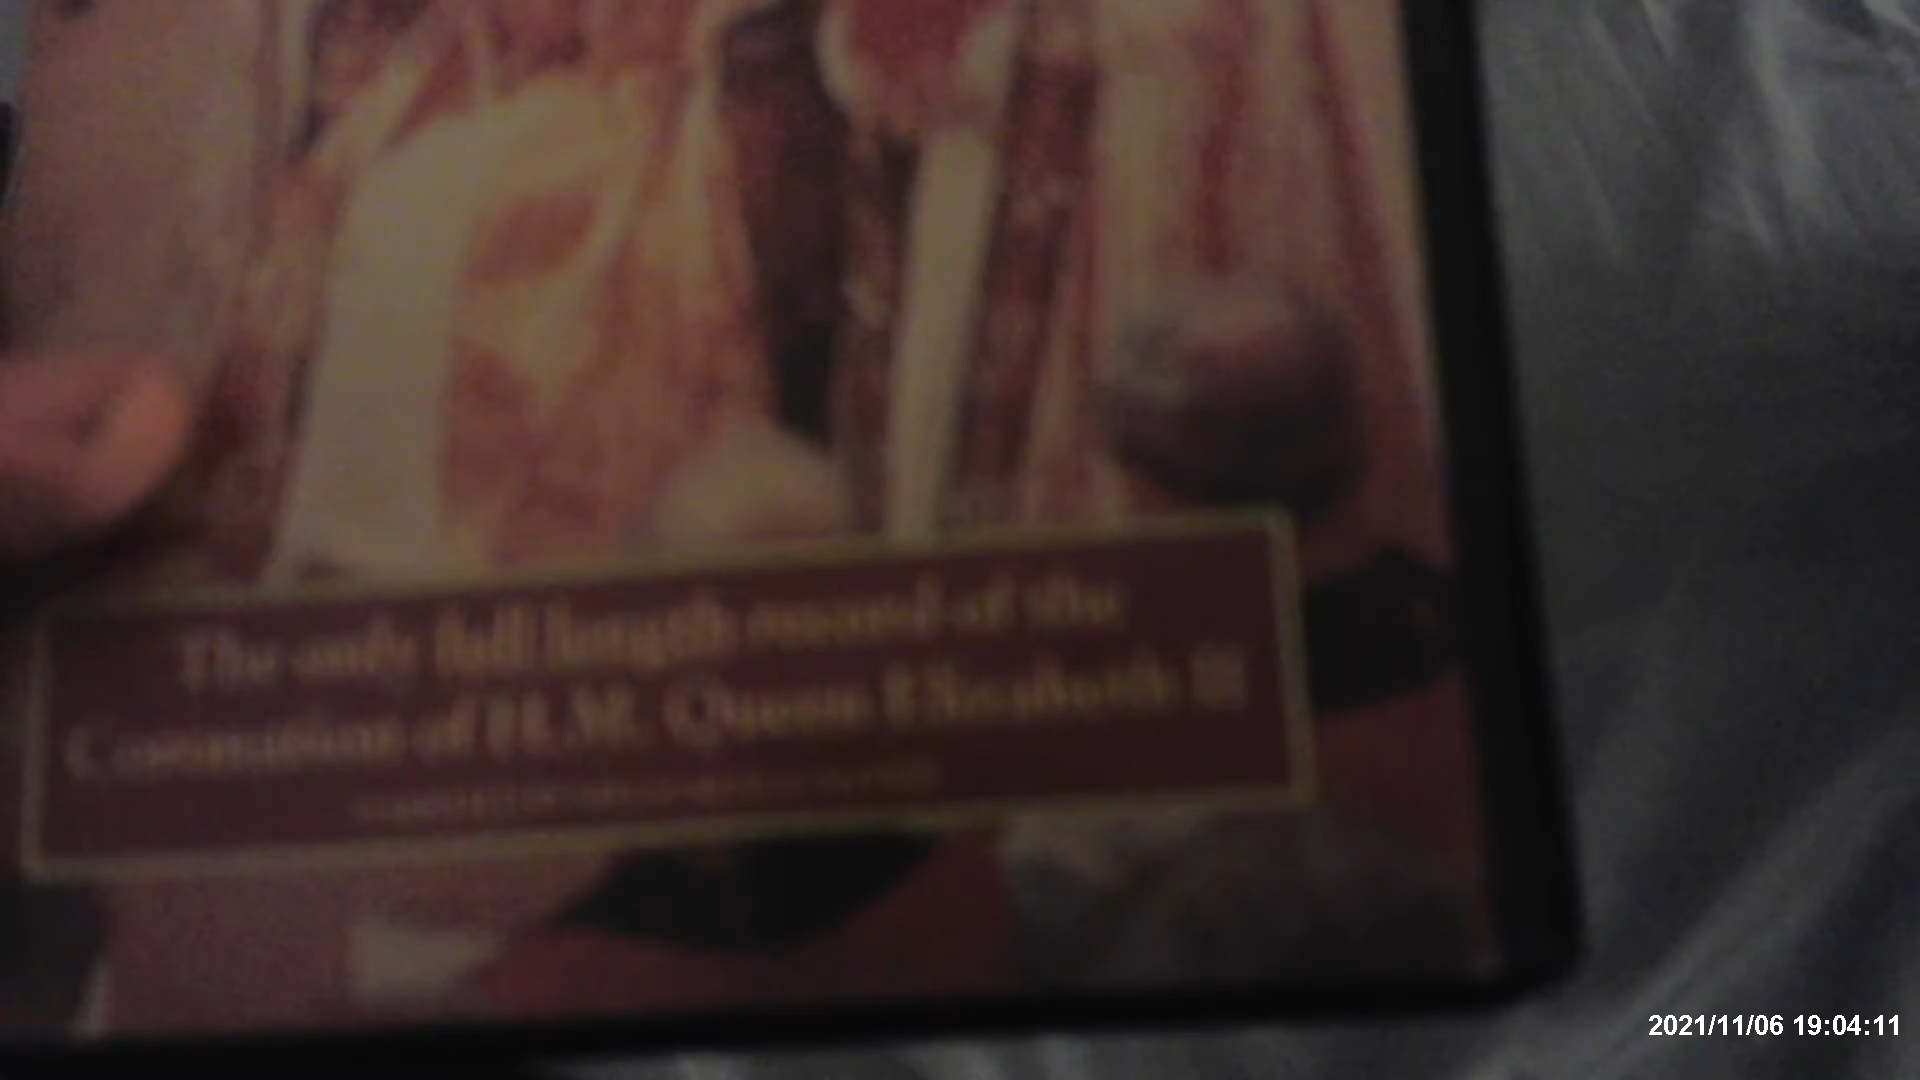 The only full length record of the
Coronation of H.M. Queen Elizabeth II
2021/11/06 19:04:11